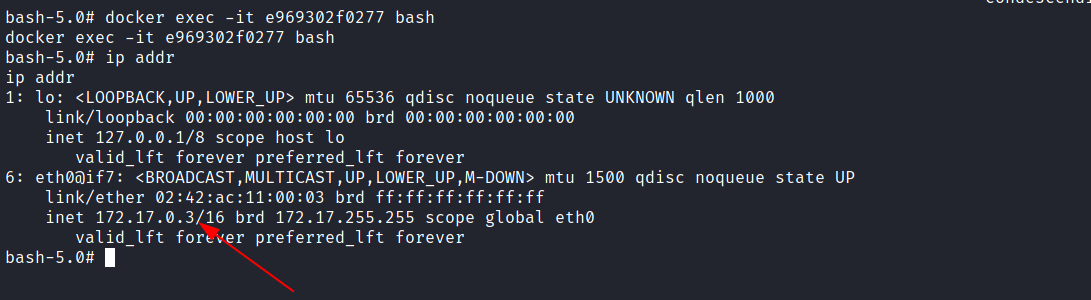 condescendi
bash-5.0# docker exec -it e969302f0277 bash
docker exec -it e969302f0277 bash
bash-5.0# ip addr
ip addr
1: lo: <LOOPBACK,UP,LOWER_UP> mtu 65536 qdisc noqueue state UNKNOWN qlen 1000
    link/loopback 00:00:00:00:00:00 brd 00:00:00:00:00:00
    inet 127.0.0.1/8 scope host lo
       valid_lft forever preferred_lft forever
6: eth0@if7: <BROADCAST,MULTICAST,UP,LOWER_UP,M-DOWN> mtu 1500 qdisc noqueue state UP
    link/ether 02:42:ac:11:00:03 brd ff:ff:ff:ff:ff:ff
    inet 172.17.0.3/16 brd 172.17.255.255 scope global eth0
       valid_lft forever preferred_lft forever
bash-5.0#